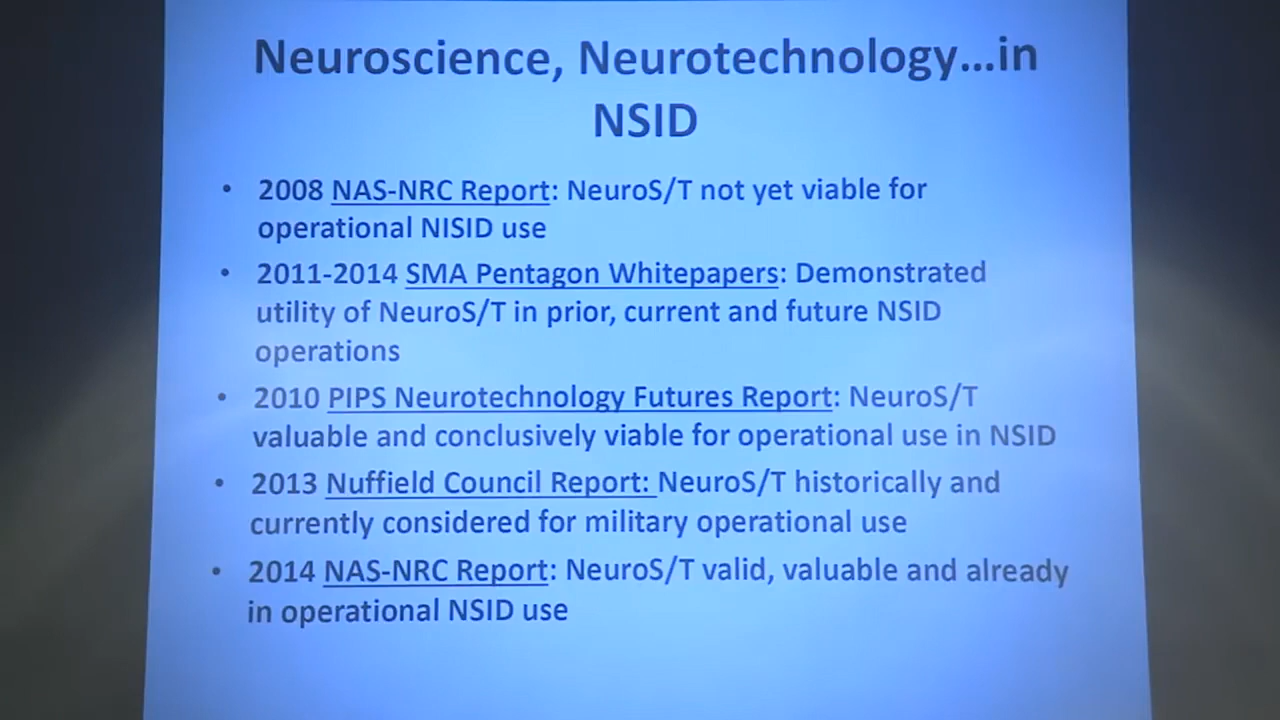 Neuroscience, Neurotechnology...in
NSID
• 2008 NAS-NRC Report: NeuroS/T not yet viable for
operational NISID use
• 2011-2014 SMA Pentagon Whitepapers: Demonstrated
utility of NeuroS/T in prior, current and future NSID
operations
• 2010 PIPS Neurotechnology Futures Report: NeuroS/T
valuable and conclusively viable for operational use in NSID
• 2013 Nuffield Council Report: NeuroS/T historically and
currently considered for military operational use
• 2014 NAS-NRC Report: NeuroS/T valid, valuable and already
in operational NSID use